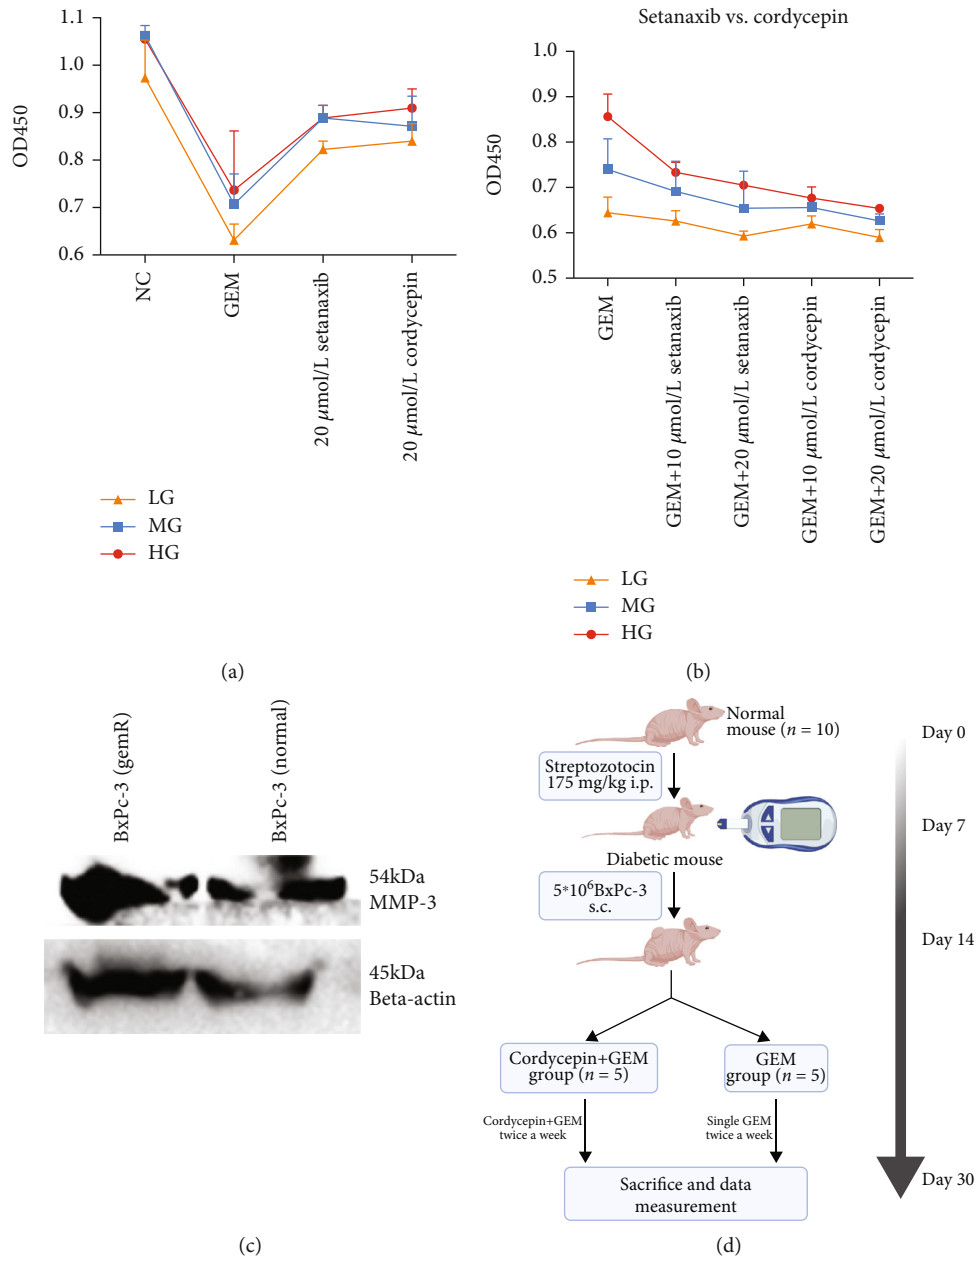 1.1
1.0
0.9
0.8
0.7
0.6
OD450
NC
GEM
20 μmol/L setanaxib
20 μmol/L cordycepin
LG
MG
HG
(a)
Setanaxib vs. cordycepin
1.0
0.9
0.8
0.7
0.6
0.5
OD450
GEM
GEM+10 μmol/L setanaxib
GEM+20 μmol/L setanaxib
GEM+10 μmol/L cordycepin
GEM+20 μmol/L cordycepin
LG
MG
HG
(b)
BxPc-3 (gemR)
BxPc-3 (normal)
54kDa
MMP-3
45kDa
Beta-actin
(c)
Normal
mouse (n = 10)
Day 0
Streptozotocin
175 mg/kg i.p.
Day 7
Diabetic mouse
5*10⁶BxPc-3
s.c.
Day 14
Cordycepin+GEM
group (n = 5)
GEM
group (n = 5)
Cordycepin+GEM
twice a week
Single GEM
twice a week
Sacrifice and data
measurement
Day 30
(d)